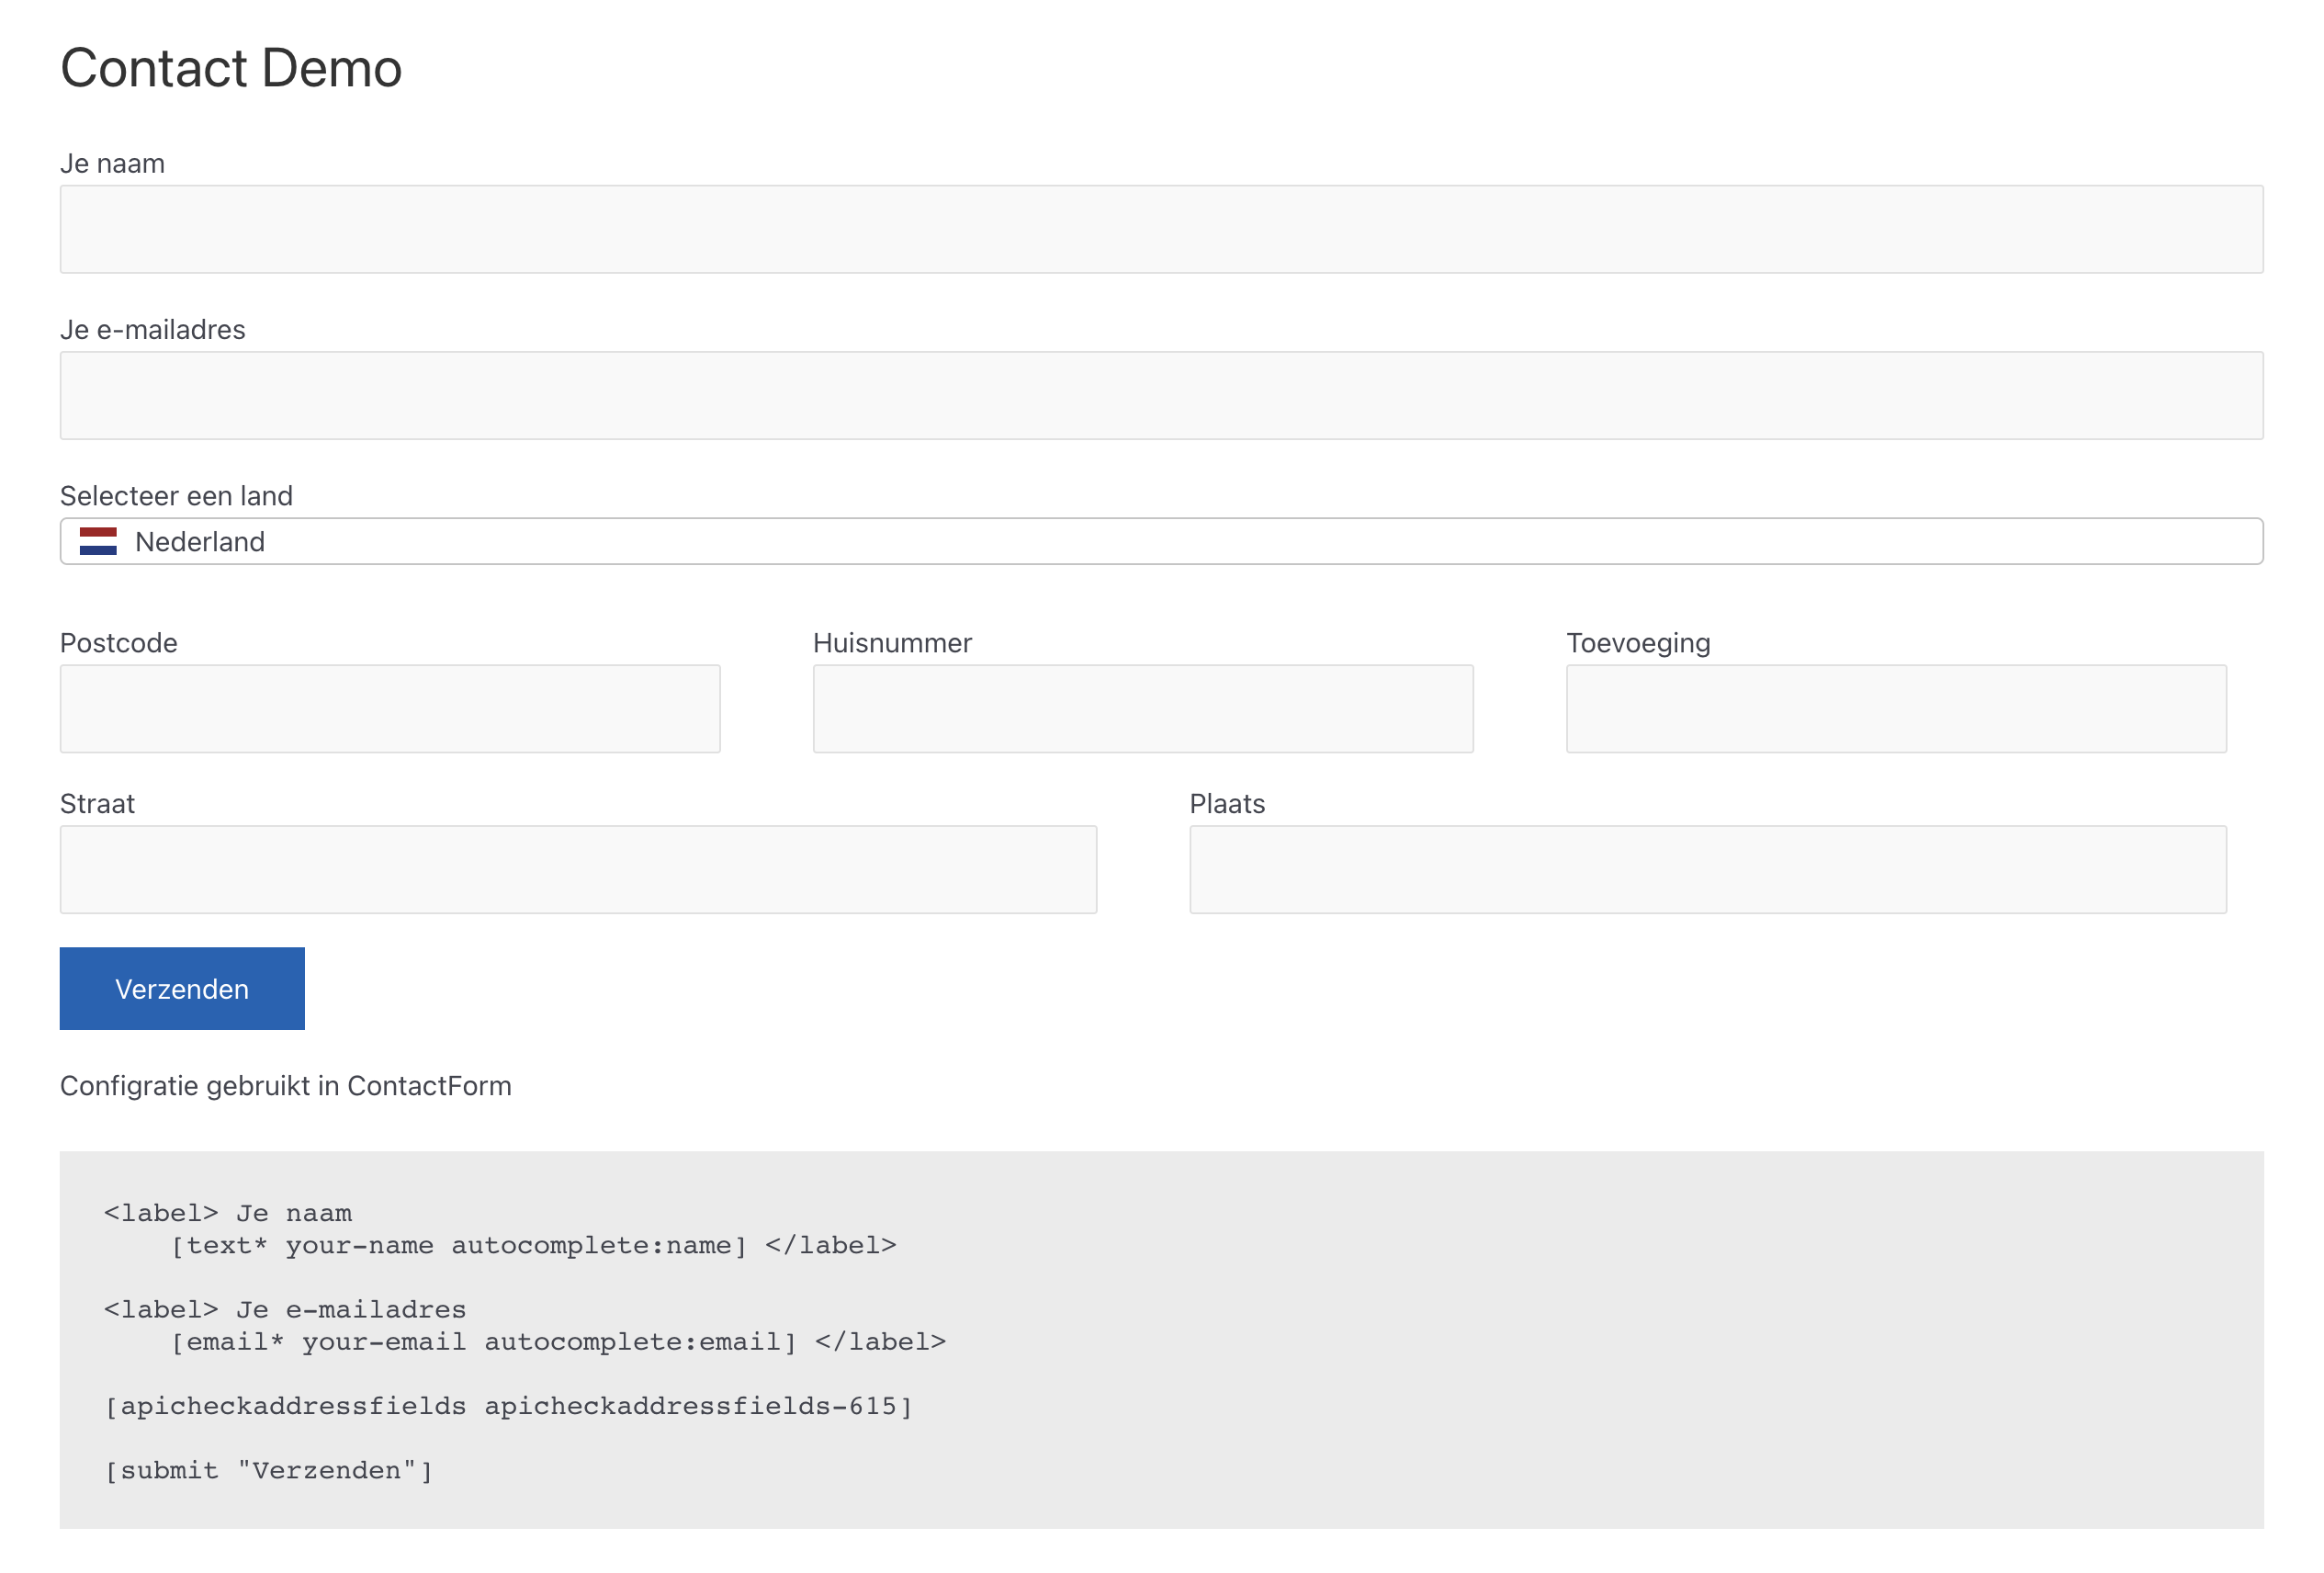 Contact Demo
Je naam
Je e-mailadres
Selecteer een land
Nederland
Postcode Huisnummer Toevoeging
Straat Plaats
Verzenden
Configratie gebruikt in ContactForm
<label> Je naam
    [text* your-name autocomplete:name] </label>
<label> Je e-mailadres
    [email* your-email autocomplete:email] </label>
[apicheckaddressfields apicheckaddressfields-615]
[submit "Verzenden"]